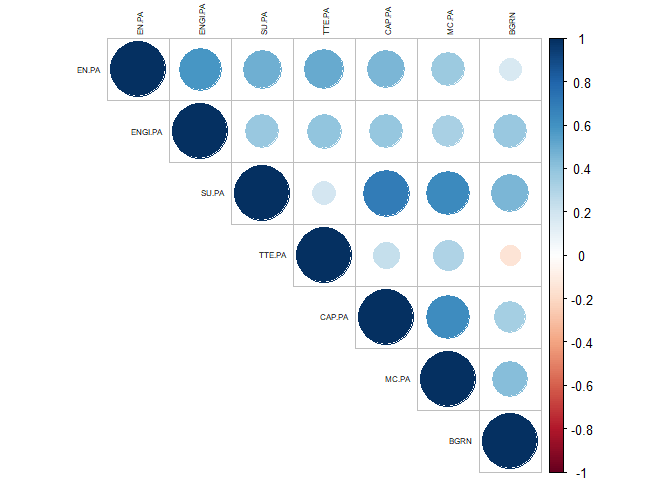 EN.PA
ENGI.PA
SU.PA
TTE.PA
CAP.PA
MC.PA
BGRN
EN.PA
ENGI.PA
SU.PA
TTE.PA
CAP.PA
MC.PA
BGRN
1
0.8
0.6
0.4
0.2
0
-0.2
-0.4
-0.6
-0.8
-1